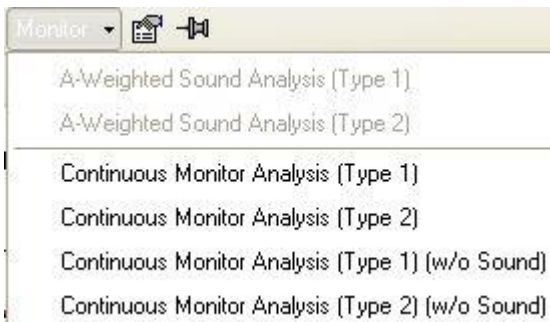 Monitor
A-Weighted Sound Analysis (Type 1)
A-Weighted Sound Analysis (Type 2)
Continuous Monitor Analysis (Type 1)
Continuous Monitor Analysis (Type 2)
Continuous Monitor Analysis (Type 1) (w/o Sound)
Continuous Monitor Analysis (Type 2) (w/o Sound)